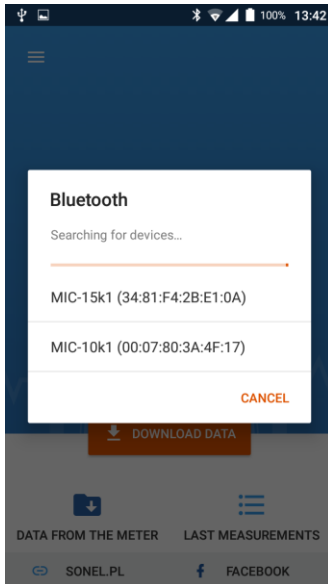 100% 13:42
Bluetooth
Searching for devices...
MIC-15k1 (34:81:F4:2B:E1:0A)
MIC-10k1 (00:07:80:3A:4F:17)
CANCEL
DOWNLOAD DATA
DATA FROM THE METER LAST MEASUREMENTS
SONEL.PL FACEBOOK